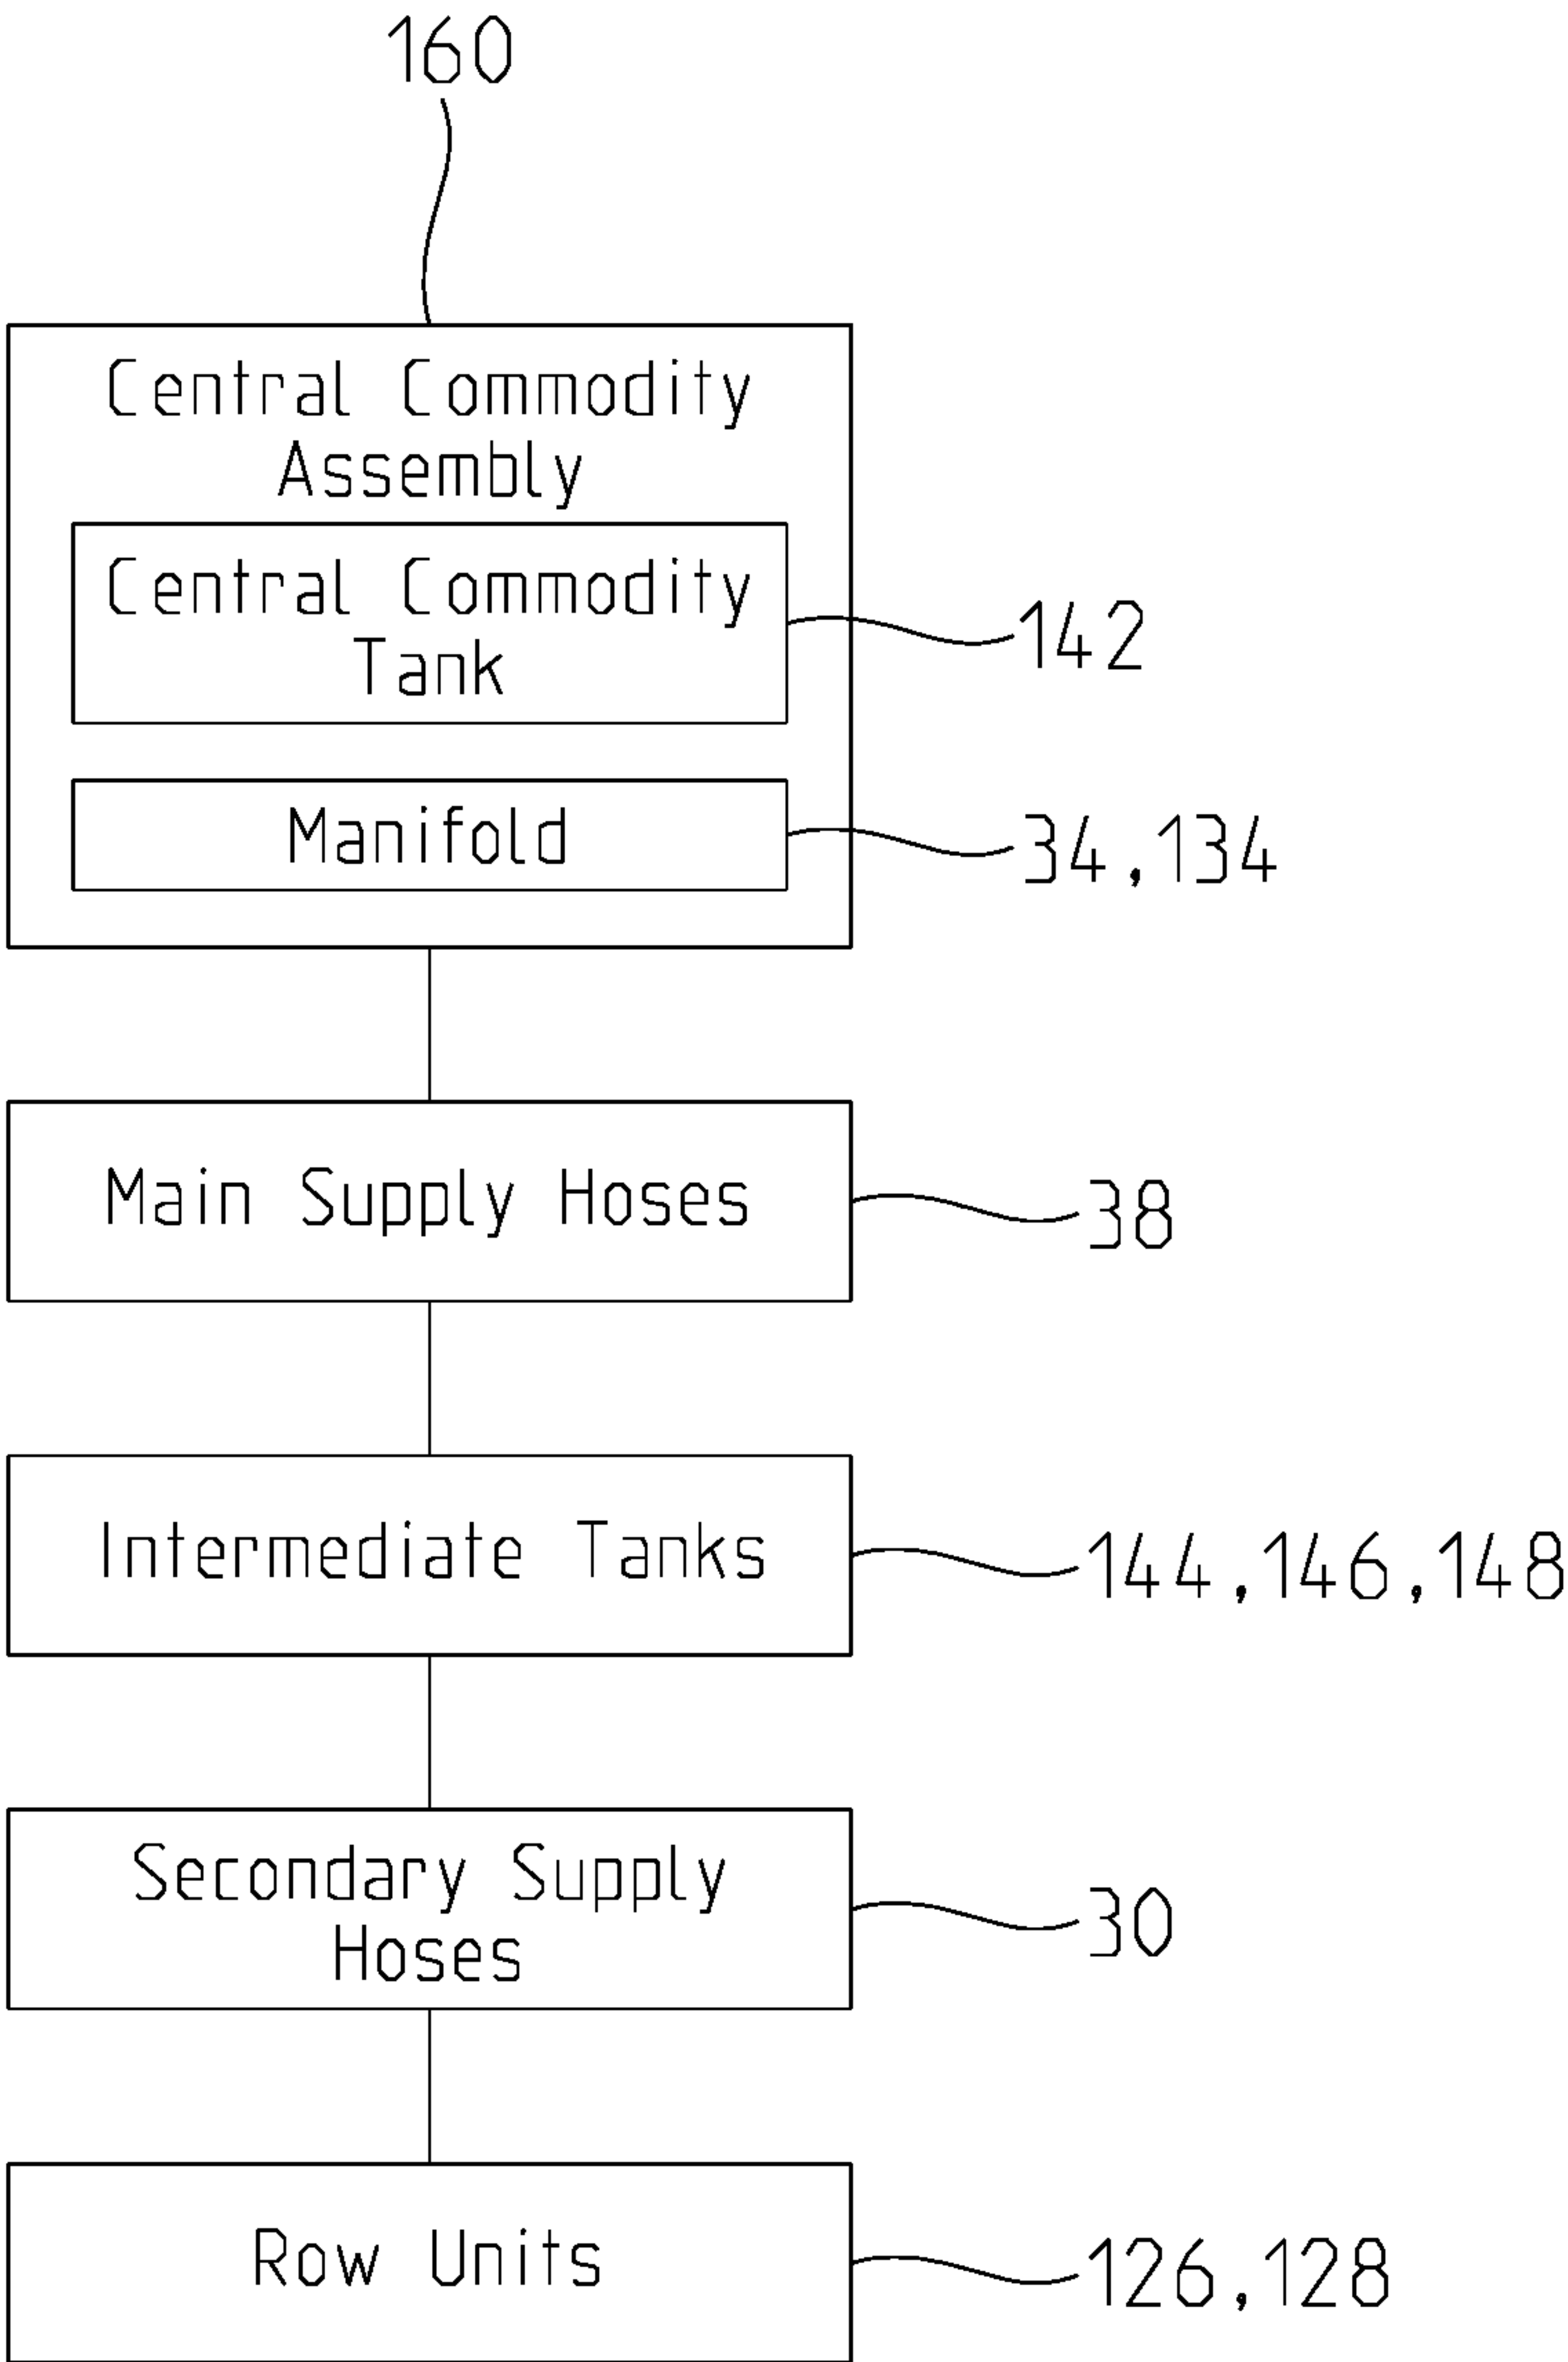 160
Central Commodity
Assembly
Central Commodity
Tank
142
Manifold
34,134
Main Supply Hoses
38
Intermediate Tanks
144,146,148
Secondary Supply
Hoses
30
Row Units
126,128